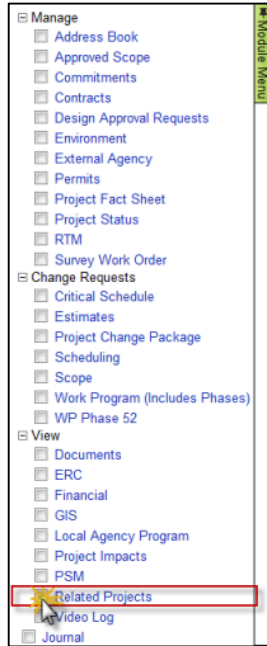 Manage
Address Book
Approved Scope
Commitments
Contracts
Design Approval Requests
Environment
External Agency
Permits
Project Fact Sheet
Project Status
RTM
Survey Work Order
Change Requests
Critical Schedule
Estimates
Project Change Package
Scheduling
Scope
Work Program (Includes Phases)
WP Phase 52
View
Documents
ERC
Financial
GIS
Local Agency Program
Project Impacts
PSM
Related Projects
Video Log
Journal
Module Menu